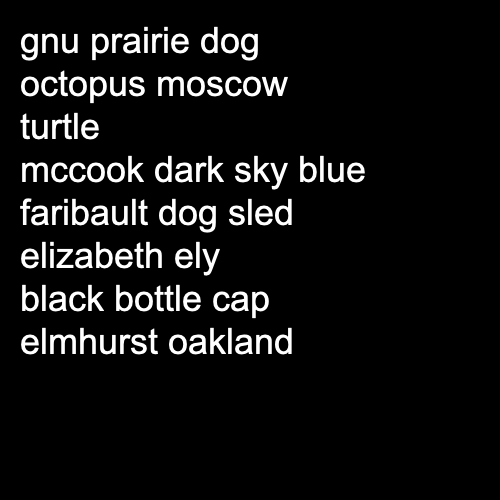 gnu prairie dog
octopus moscow
turtle
mccook dark sky blue
faribault dog sled
elizabeth ely
black bottle cap
elmhurst oakland